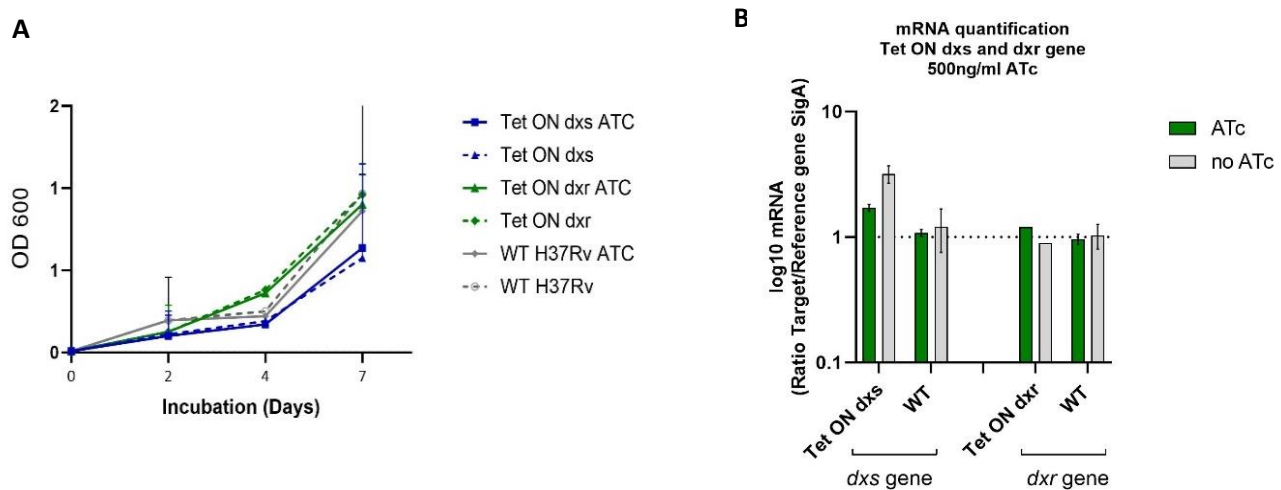 A
OD 600
2
1
1
0
0
2
4
7
Incubation (Days)
Tet ON dxs ATC
Tet ON dxs
Tet ON dxr ATC
Tet ON dxr
WT H37Rv ATC
WT H37Rv
B
mRNA quantification
Tet ON dxs and dxr gene
500ng/ml ATc
log10 mRNA
(Ratio Target/Reference gene SigA)
10
1
0.1
Tet ON dxs
WT
Tet ON dxr
WT
dxs gene
dxr gene
ATc
no ATc